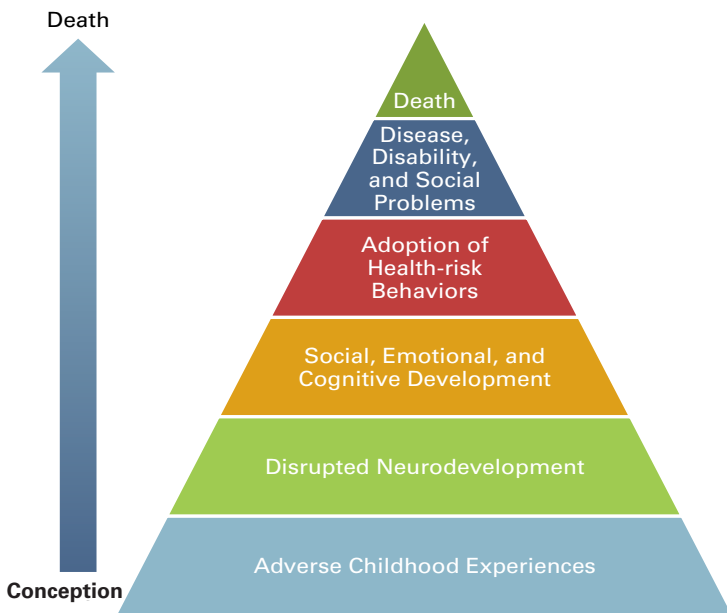 Death
Death
Disease,
Disability,
and Social
Problems
Adoption of
Health-risk
Behaviors
Social, Emotional, and
Cognitive Development
Disrupted Neurodevelopment
Adverse Childhood Experiences
Conception